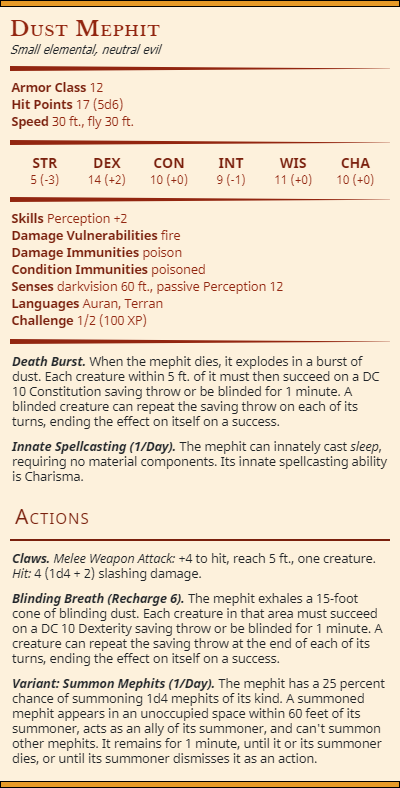 Dust Mephit
Small elemental, neutral evil
Armor Class 12
Hit Points 17 (5d6)
Speed 30 ft., fly 30 ft.
STR DEX CON INT WIS CHA
5 (-3) 14 (+2) 10 (+0) 9 (-1) 11 (+0) 10 (+0)
Skills Perception +2
Damage Vulnerabilities fire
Damage Immunities poison
Condition Immunities poisoned
Senses darkvision 60 ft., passive Perception 12
Languages Auran, Terran
Challenge 1/2 (100 XP)
Death Burst. When the mephit dies, it explodes in a burst of
dust. Each creature within 5 ft. of it must then succeed on a DC
10 Constitution saving throw or be blinded for 1 minute. A
blinded creature can repeat the saving throw on each of its
turns, ending the effect on itself on a success.
Innate Spellcasting (1/Day). The mephit can innately cast sleep,
requiring no material components. Its innate spellcasting ability
is Charisma.
Actions
Claws. Melee Weapon Attack: +4 to hit, reach 5 ft., one creature.
Hit: 4 (1d4 + 2) slashing damage.
Blinding Breath (Recharge 6). The mephit exhales a 15-foot
cone of blinding dust. Each creature in that area must succeed
on a DC 10 Dexterity saving throw or be blinded for 1 minute. A
creature can repeat the saving throw at the end of each of its
turns, ending the effect on itself on a success.
Variant: Summon Mephits (1/Day). The mephit has a 25 percent
chance of summoning 1d4 mephits of its kind. A summoned
mephit appears in an unoccupied space within 60 feet of its
summoner, acts as an ally of its summoner, and can't summon
other mephits. It remains for 1 minute, until it or its summoner
dies, or until its summoner dismisses it as an action.